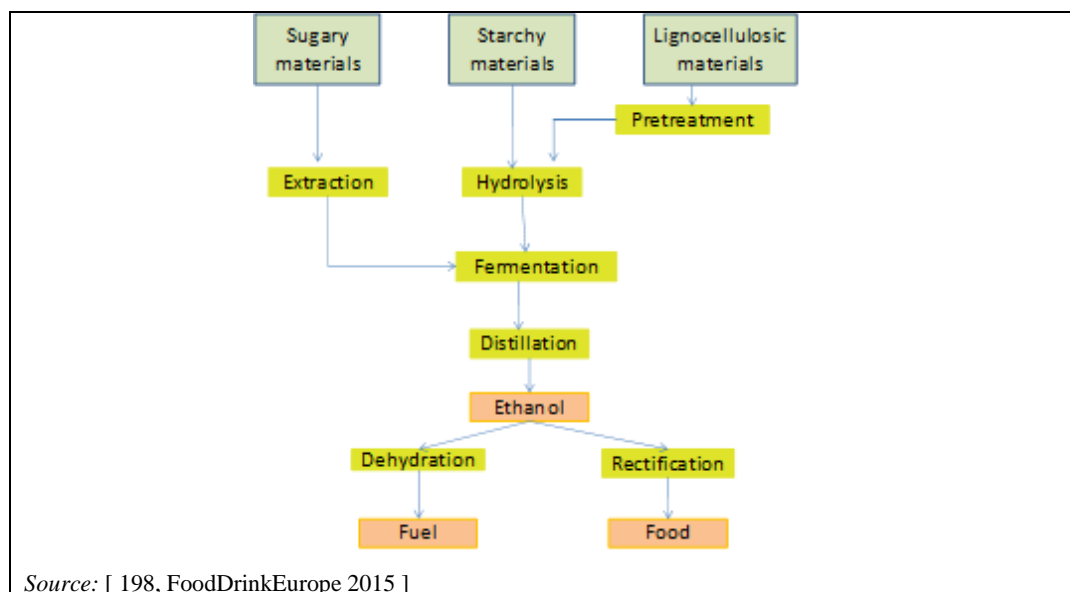 Sugary
materials
Starchy
materials
Lignocellulosic
materials
Pretreatment
Extraction
Hydrolysis
Fermentation
Distillation
Ethanol
Dehydration
Rectification
Fuel
Food
Source: [ 198, FoodDrinkEurope 2015 ]